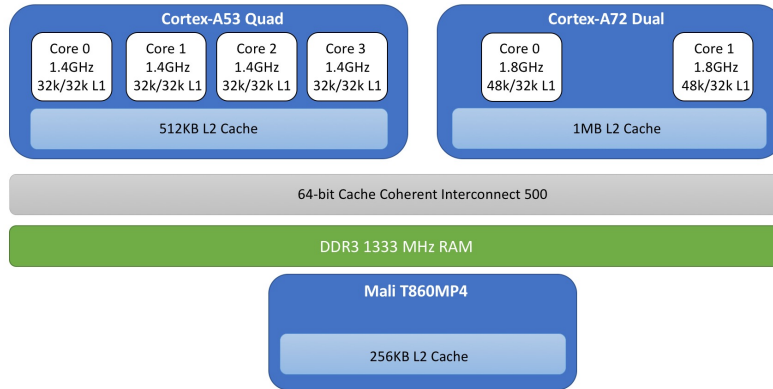 Cortex-A53 Quad
Core 0
1.4GHz
32k/32k L1
Core 1
1.4GHz
32k/32k L1
Core 2
1.4GHz
32k/32k L1
Core 3
1.4GHz
32k/32k L1
512KB L2 Cache
Cortex-A72 Dual
Core 0
1.8GHz
48k/32k L1
Core 1
1.8GHz
48k/32k L1
1MB L2 Cache
64-bit Cache Coherent Interconnect 500
DDR3 1333 MHz RAM
Mali T860MP4
256KB L2 Cache